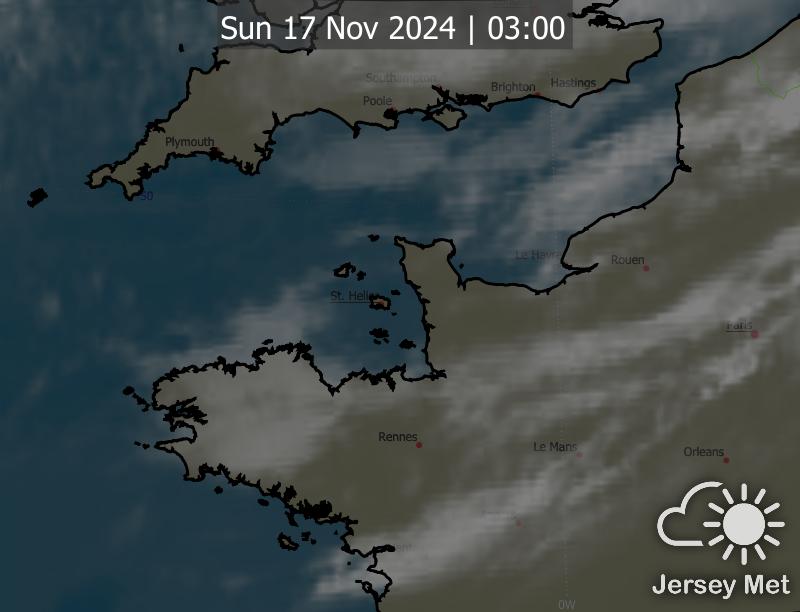 Sun 17 Nov 2024 | 03:00
Southampton
Brighton
Hastings
Poole
Plymouth
50
Le Havre
Rouen
St. Helier
Paris
Rennes
Le Mans
Orleans
Jersey Met
0W